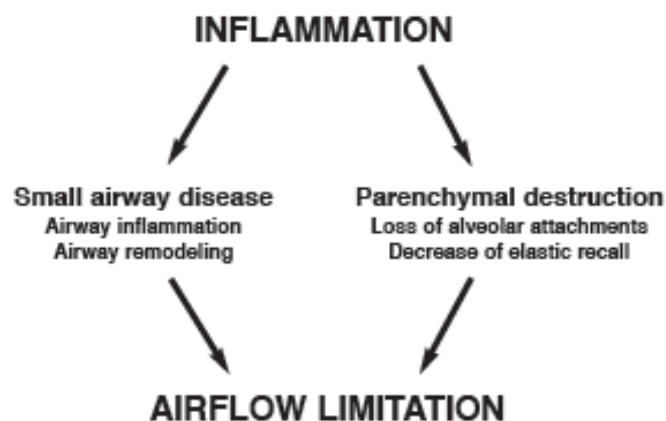 INFLAMMATION
Small airway disease
Airway inflammation
Airway remodeling
Parenchymal destruction
Loss of alveolar attachments
Decrease of elastic recall
AIRFLOW LIMITATION